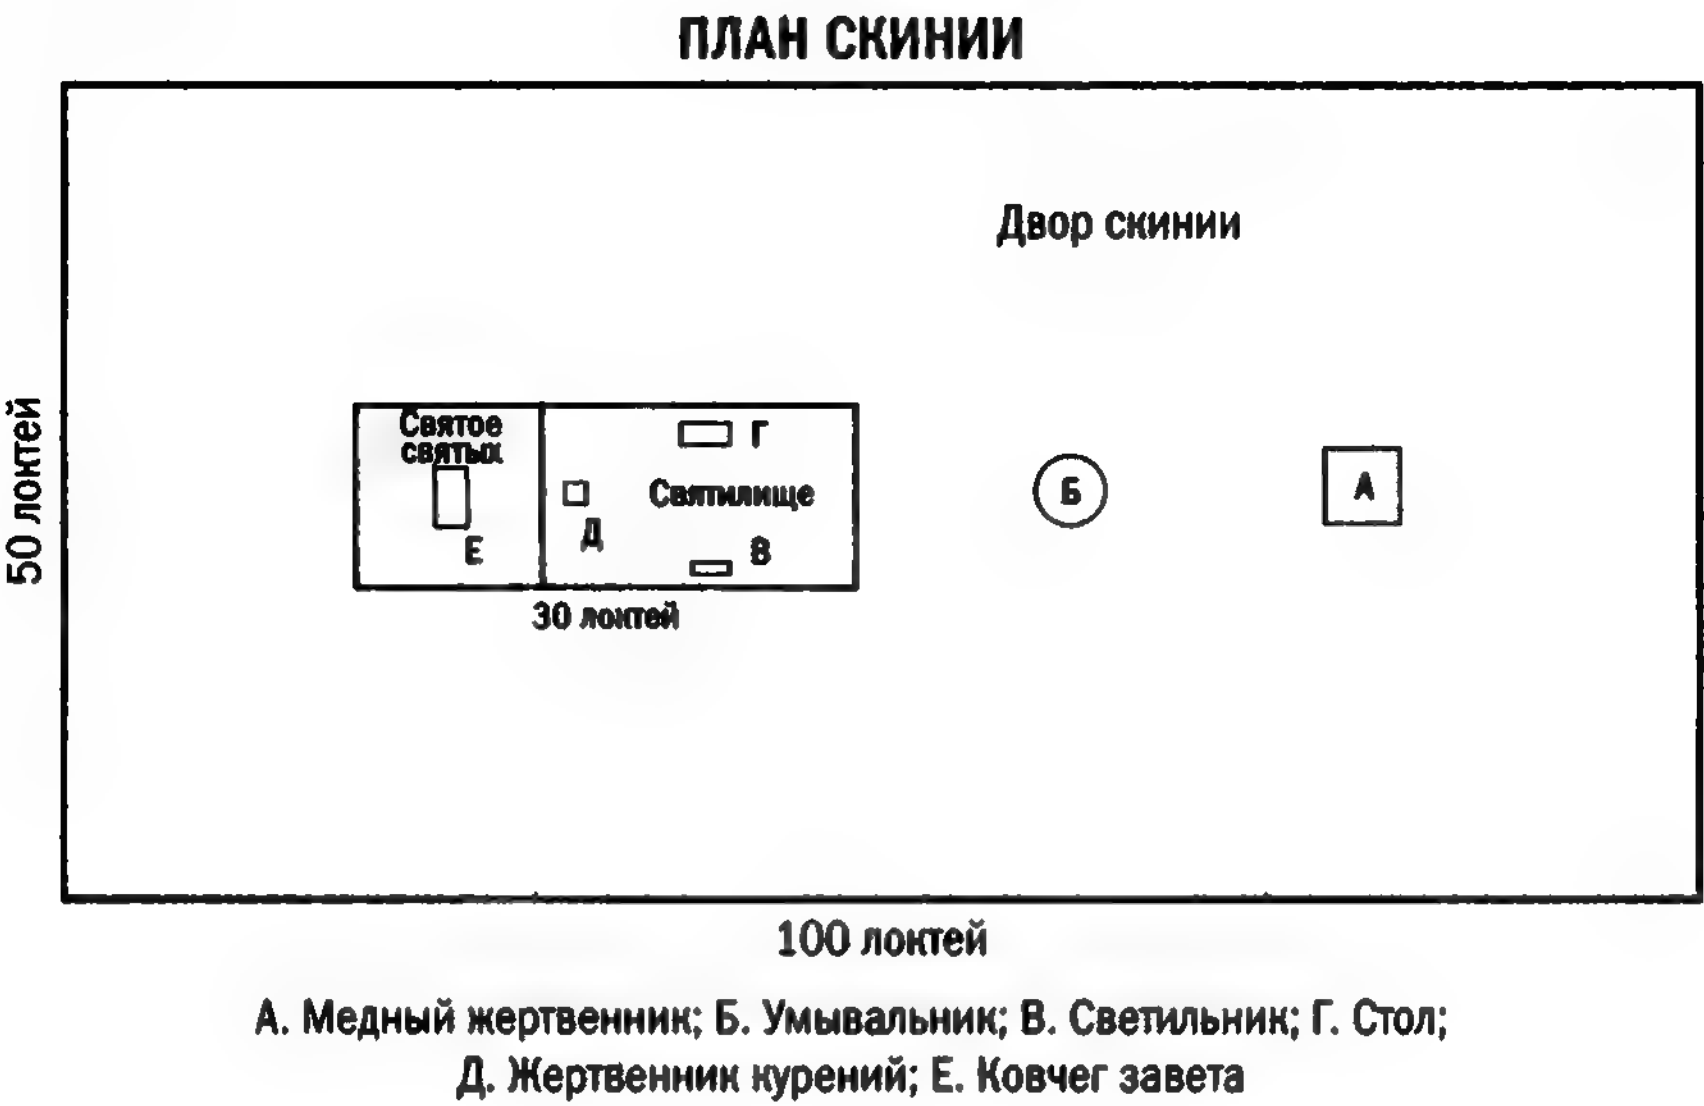 ПЛАН СКИНИИ
Двор скинии
50 локтей
Святое
святых
Г
Святилище
Д
Е
В
Б
А
30 локтей
100 локтей
А. Медный жертвенник; Б. Умывальник; В. Светильник; Г. Стол;
Д. Жертвенник курений; Е. Ковчег завета